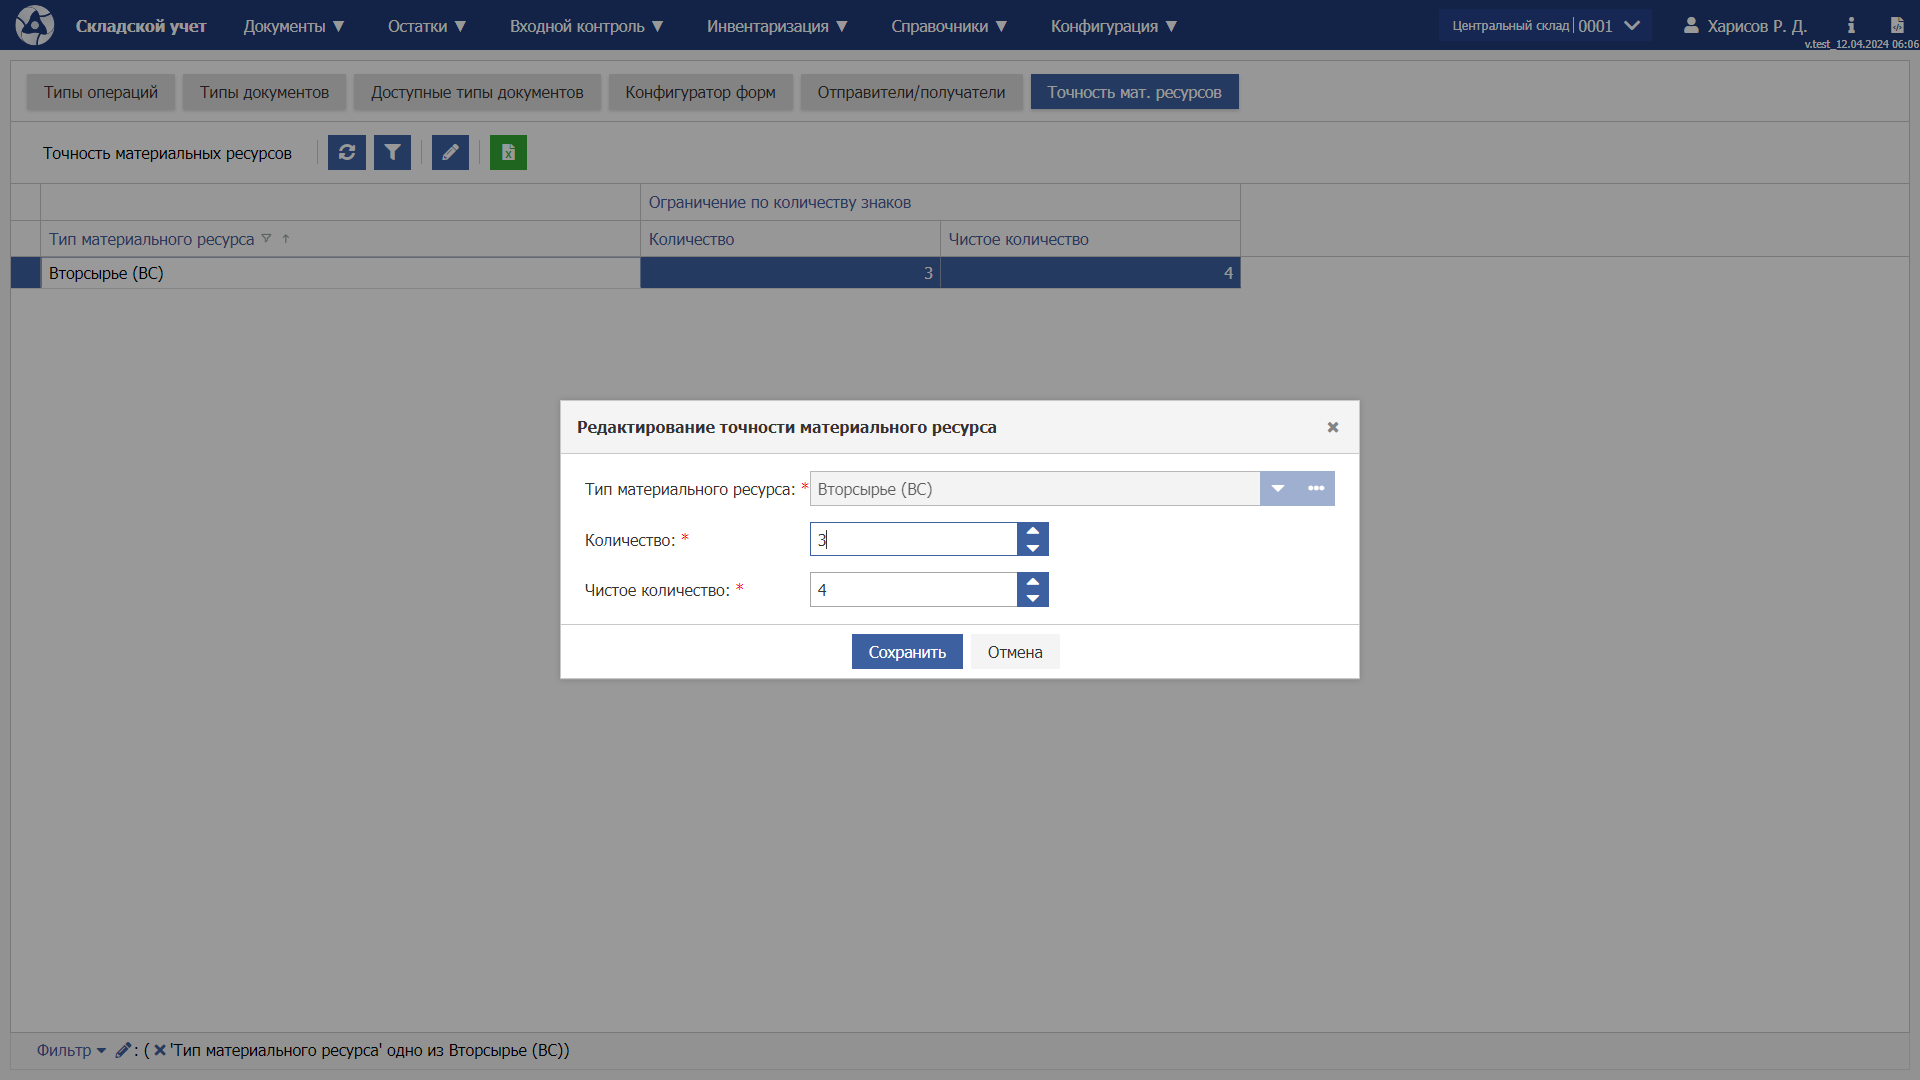 Складской учет Документы ▼ Остатки ▼ Входной контроль ▼ Инвентаризация ▼ Справочники ▼ Конфигурация ▼ Центральный склад | 0001 Харисов Р. Д.
v.test_12.04.2024 06:06
Типы операций Типы документов Доступные типы документов Конфигуратор форм Отправители/получатели Точность мат. ресурсов
Точность материальных ресурсов
Ограничение по количеству знаков
Тип материального ресурса Количество Чистое количество
Вторсырье (ВС) 3 4
Редактирование точности материального ресурса
Тип материального ресурса: * Вторсырье (ВС)
Количество: * 3
Чистое количество: * 4
Сохранить Отмена
Фильтр : ( 'Тип материального ресурса' одно из Вторсырье (ВС))